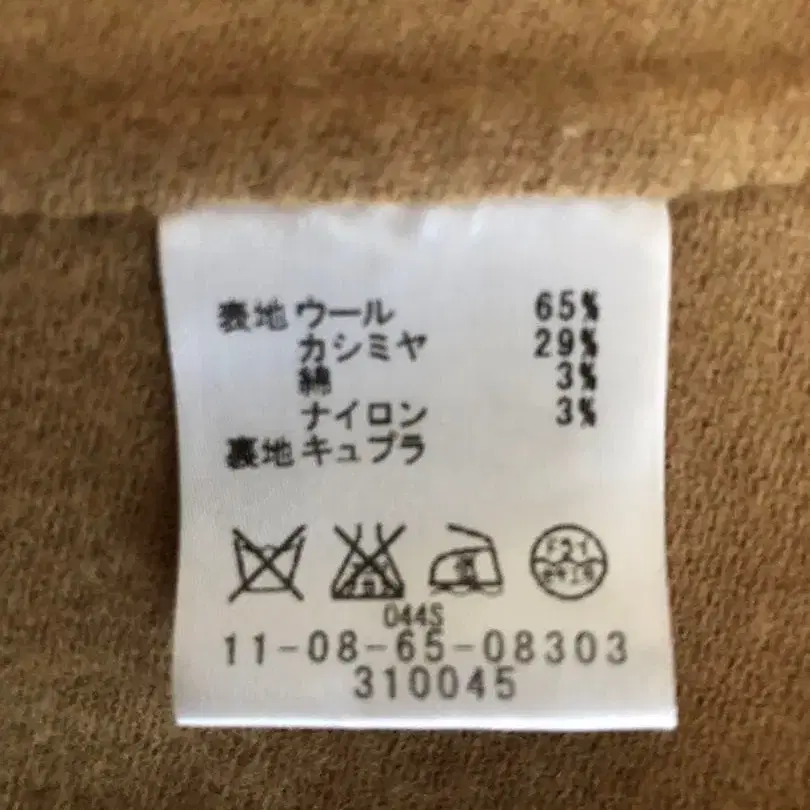 表地 ウール 65%
カシミヤ 29%
綿 3%
ナイロン 3%
裏地 キュプラ
044S
11-08-65-08303
310045